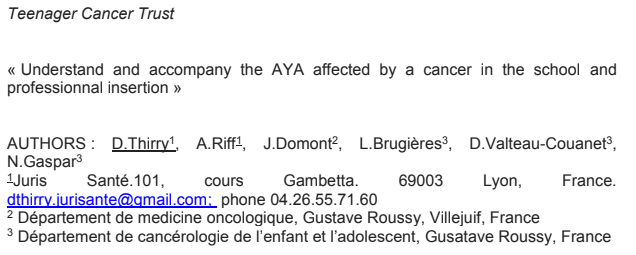 Teenager Cancer Trust
« Understand and accompany the AYA affected by a cancer in the school and
professionnal insertion »
AUTHORS : D.Thirry¹, A.Riff¹, J.Domont², L.Brugières³, D.Valteau-Couanet³,
N.Gaspar³
¹Juris Santé.101, cours Gambetta. 69003 Lyon, France.
dthirry.jurisante@gmail.com; phone 04.26.55.71.60
² Département de medicine oncologique, Gustave Roussy, Villejuif, France
³ Département de cancérologie de l’enfant et l’adolescent, Gusatave Roussy, France